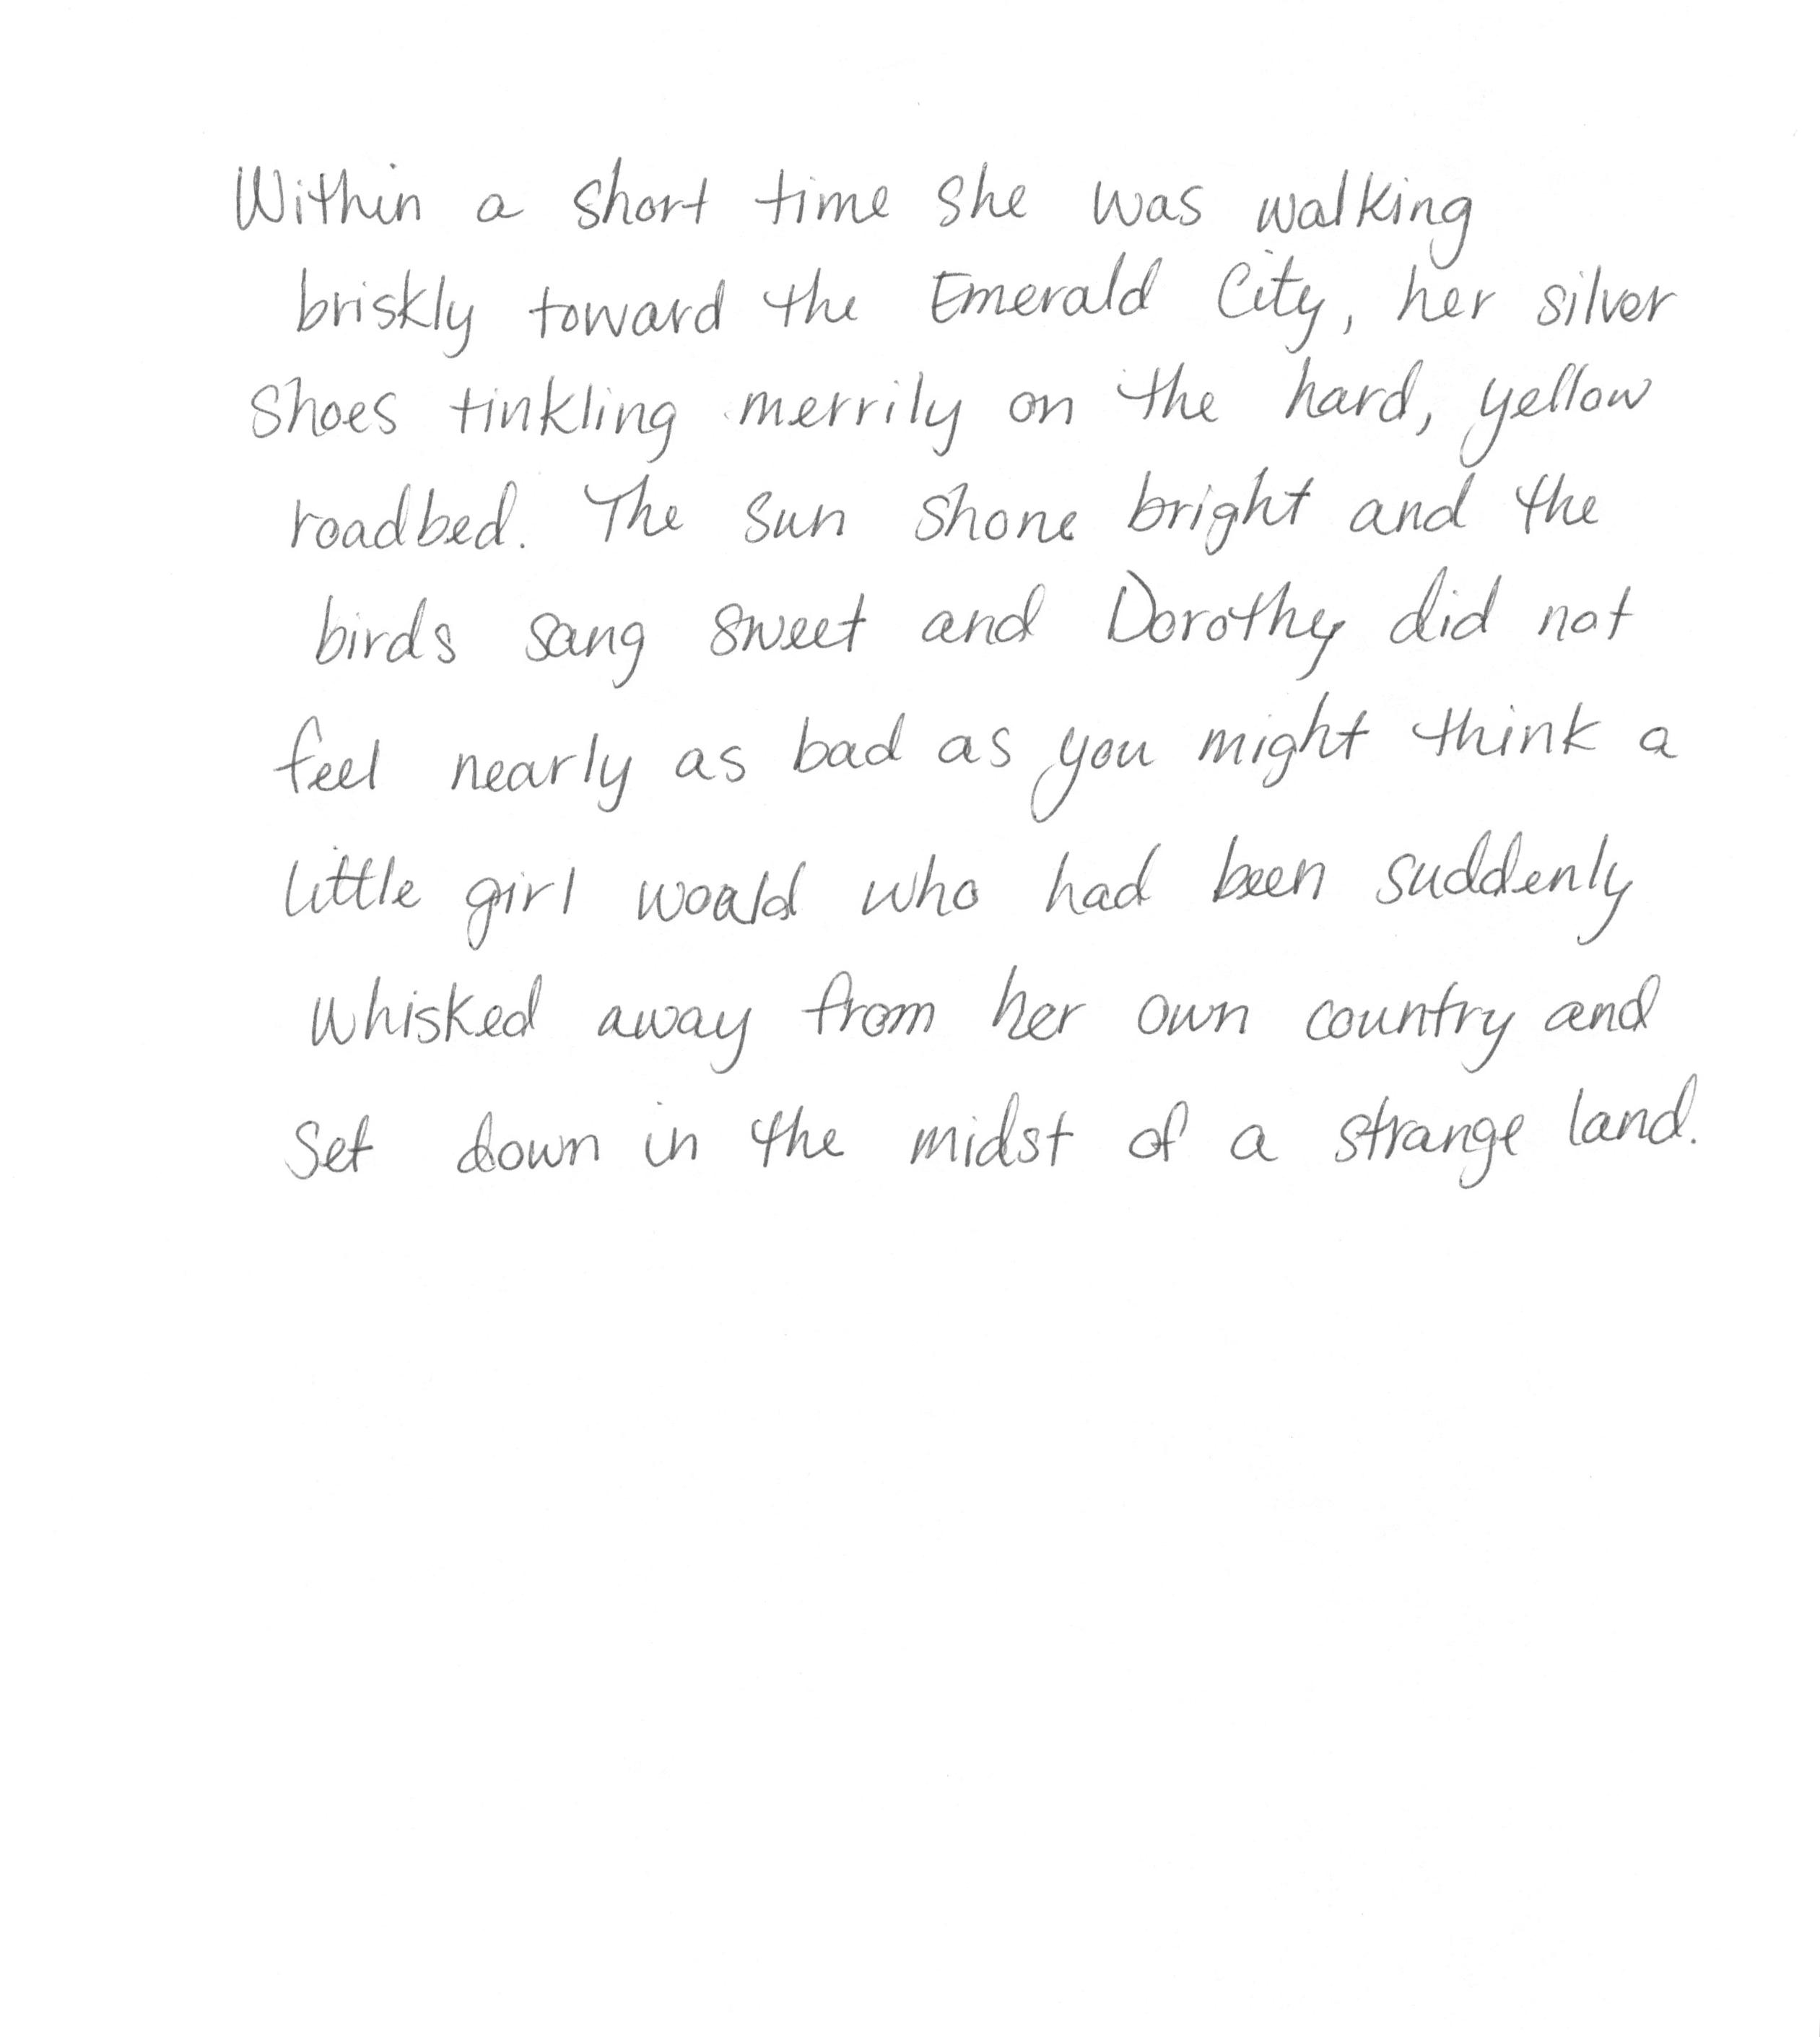 Within a short time she was walking
briskly toward the Emerald City, her silver
shoes tinkling merrily on the hard, yellow
roadbed. The sun shone bright and the
birds sang sweet and Dorothy did not
feel nearly as bad as you might think a
little girl would who had been suddenly
whisked away from her own country and
set down in the midst of a strange land.